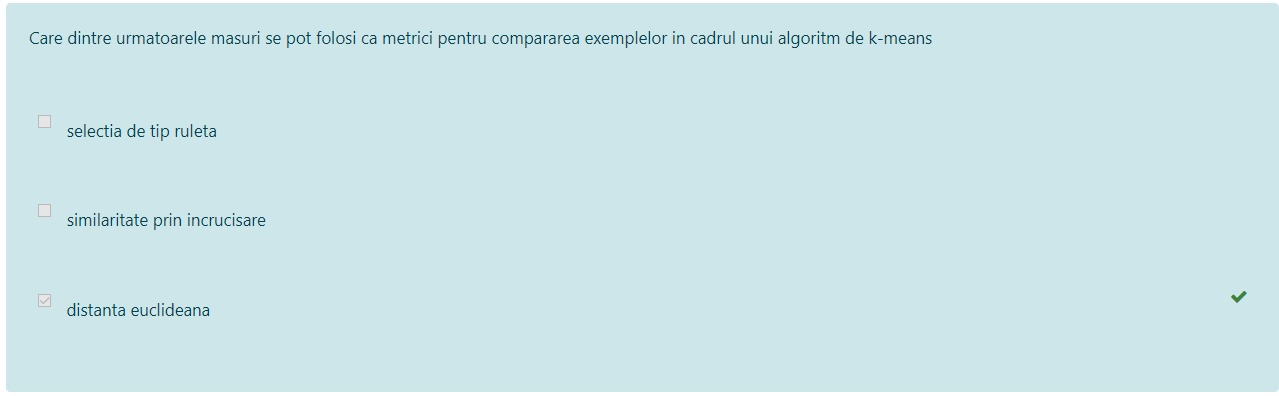 Care dintre urmatoarele masuri se pot folosi ca metrici pentru compararea exemplelor in cadrul unui algoritm de k-means
selectia de tip ruleta
similaritate prin incrucisare
distanta euclideana